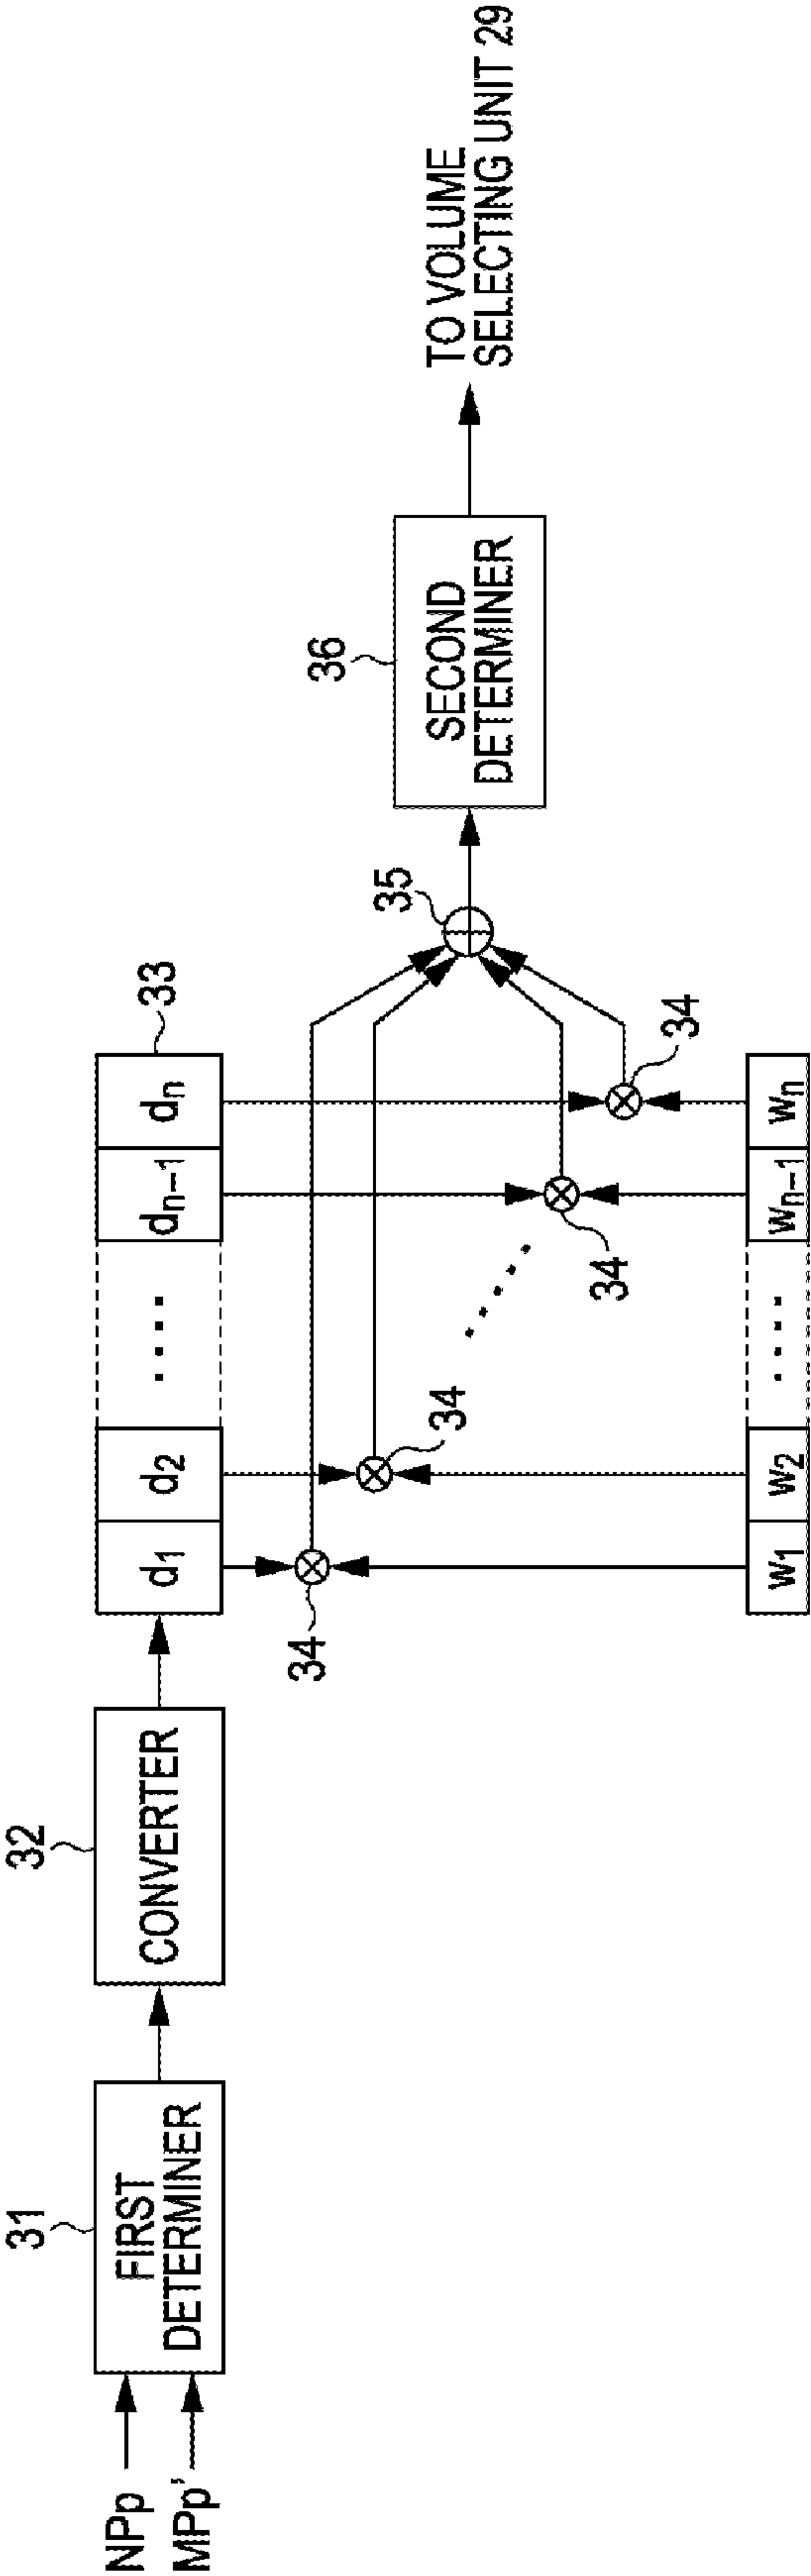 NPp
MPp'
31
FIRST
DETERMINER
32
CONVERTER
33
d1 d2 .... dn-1 dn
34
34
34
34
w1 w2 .... wn-1 wn
35
36
SECOND
DETERMINER
TO VOLUME
SELECTING UNIT 29